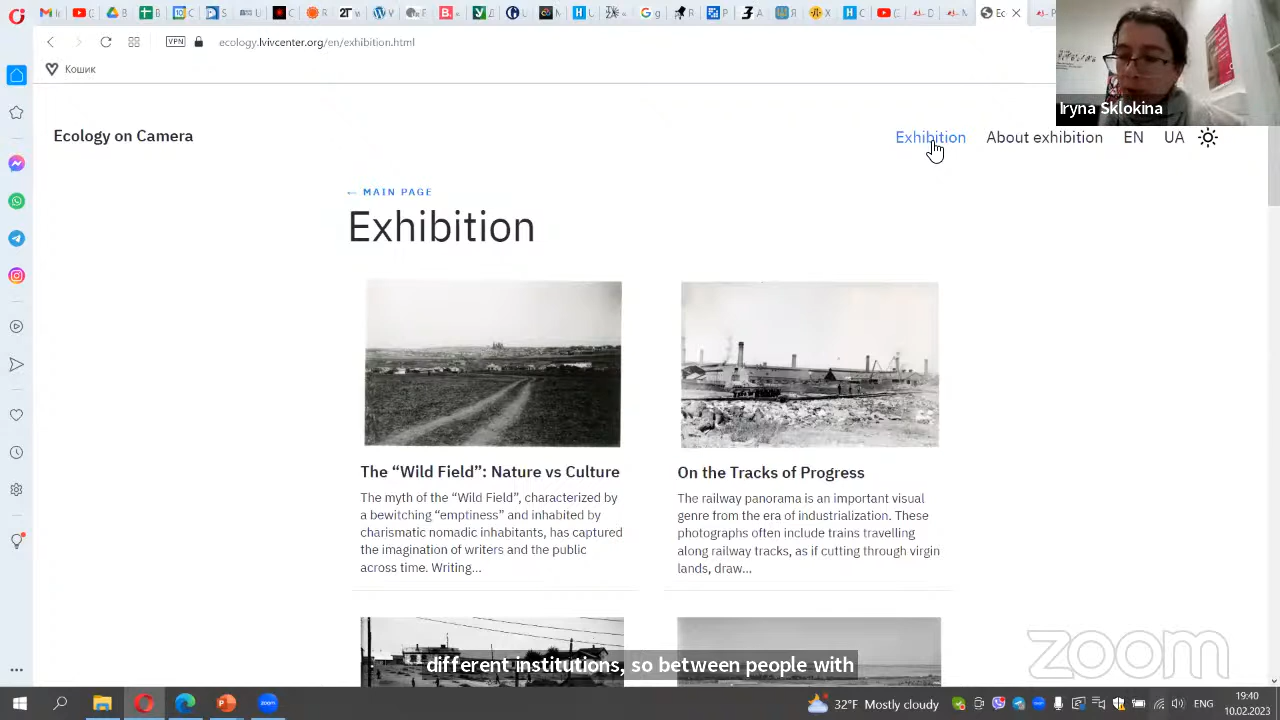 VPN
ecology.lvivcenter.org/en/exhibition.html
Кошик
Iryna Sklokina
Ecology on Camera
Exhibition
About exhibition
EN
UA
← MAIN PAGE
Exhibition
The “Wild Field”: Nature vs Culture
The myth of the “Wild Field”, characterized by
a bewitching “emptiness” and inhabited by
charismatic nomadic inhabitants, has captured
the imagination of writers and the public
across time. Writing...
On the Tracks of Progress
The railway panorama is an important visual
genre from the era of industrialization. These
photographs often include trains travelling
along railway tracks, as if cutting through virgin
lands, draw...
different institutions, so between people with
zoom
32°F Mostly cloudy
ENG
19:40
10.02.2023